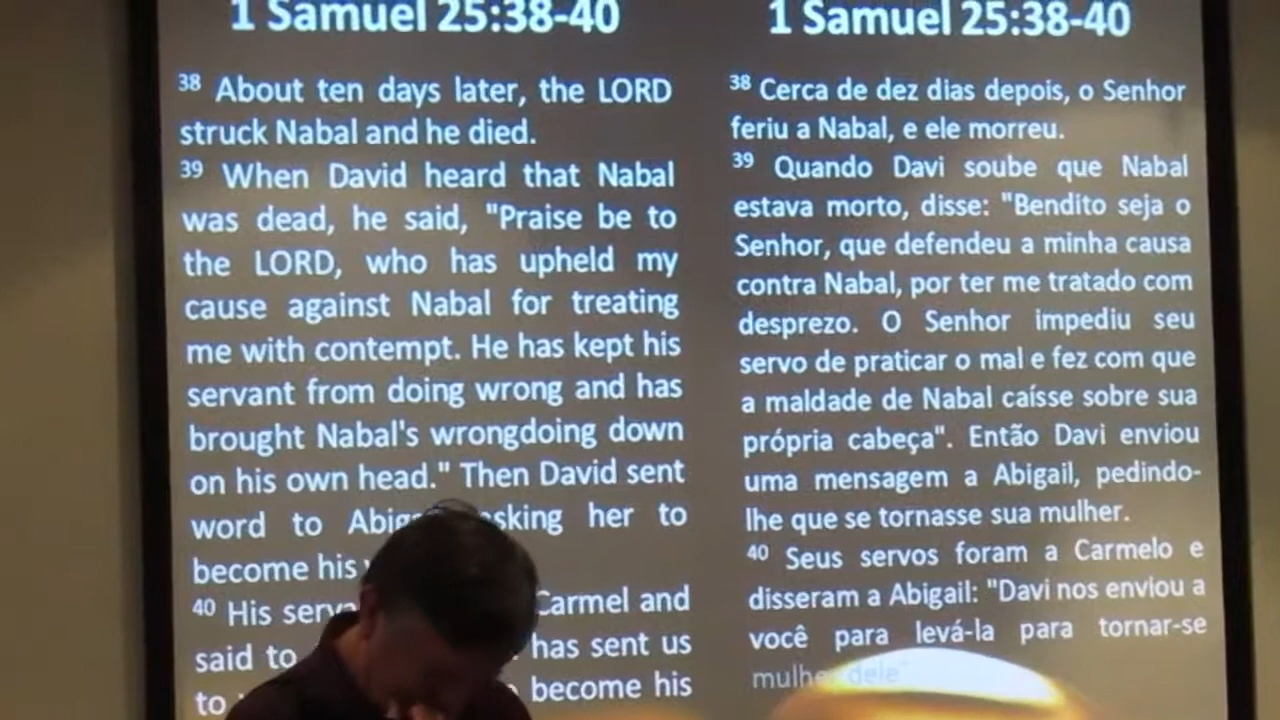 1 Samuel 25:38-40
38 About ten days later, the LORD
struck Nabal and he died.
39 When David heard that Nabal
was dead, he said, "Praise be to
the LORD, who has upheld my
cause against Nabal for treating
me with contempt. He has kept his
servant from doing wrong and has
brought Nabal's wrongdoing down
on his own head." Then David sent
word to her to
become his
40 His Carmel and
said to has sent us
to become his
1 Samuel 25:38-40
38 Cerca de dez dias depois, o Senhor
feriu a Nabal, e ele morreu.
39 Quando Davi soube que Nabal
estava morto, disse: "Bendito seja o
Senhor, que defendeu a minha causa
contra Nabal, por ter me tratado com
desprezo. O Senhor impediu seu
servo de praticar o mal e fez com que
a maldade de Nabal caísse sobre sua
própria cabeça". Então Davi enviou
uma mensagem a Abigail, pedindo-
lhe que se tornasse sua mulher.
40 Seus servos foram a Carmelo e
disseram a Abigail: "Davi nos enviou a
você para levá-la para tornar-se
mulher dele"